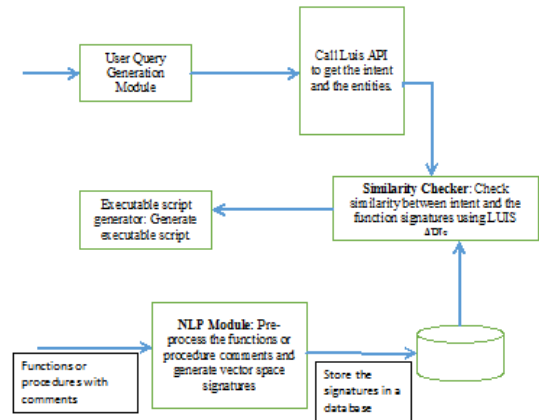 User Query
Generation
Module
Call Luis API
to get the intent
and the entities.
Similarity Checker: Check
similarity between intent and the
function signatures using LUIS
APIs
Executable script
generator: Generate
executable script
NLP Module: Pre-
process the functions or
procedure comments and
generate vector space
signatures
Functions or
procedures with
comments
Store the
signatures in a
database